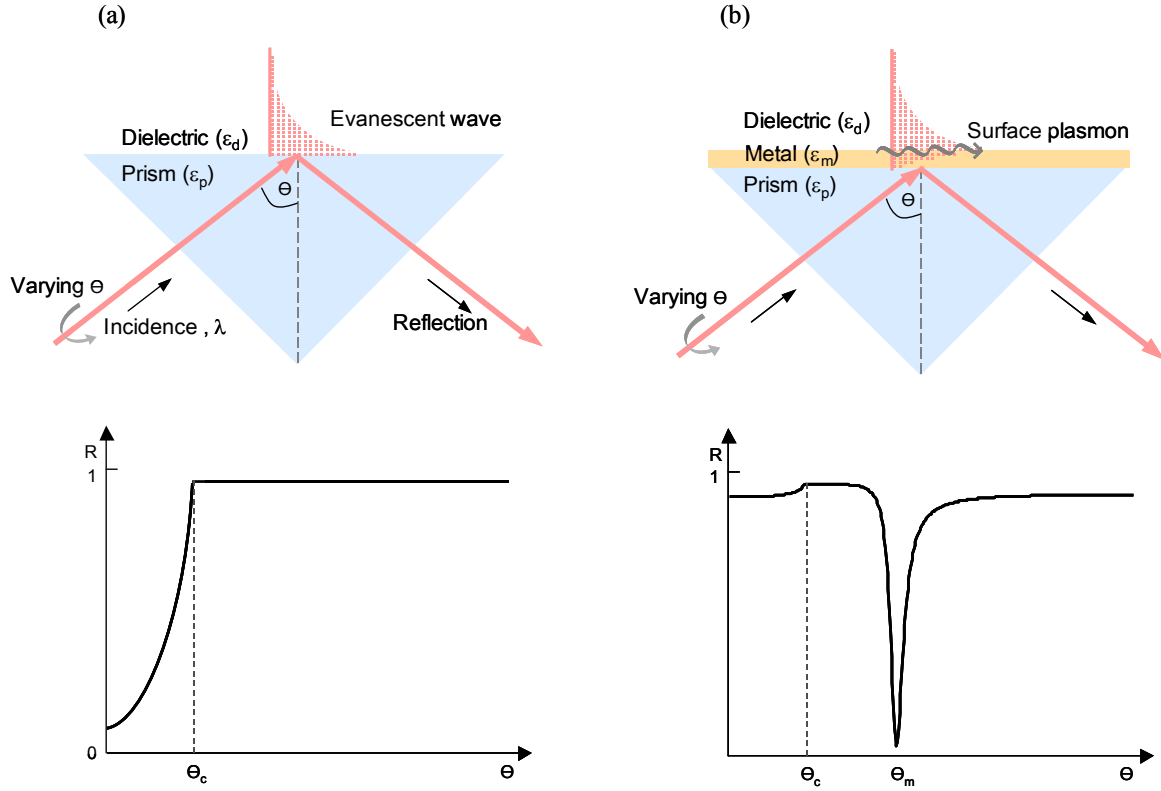 (a)
Evanescent wave
Dielectric (εd)
Prism (εp)
Θ
Varying Θ
Incidence , λ
Reflection
R
1
0
Θc
Θ
(b)
Dielectric (εd)
Surface plasmon
Metal (εm)
Prism (εp)
Θ
Varying Θ
R
1
Θc
Θm
Θ